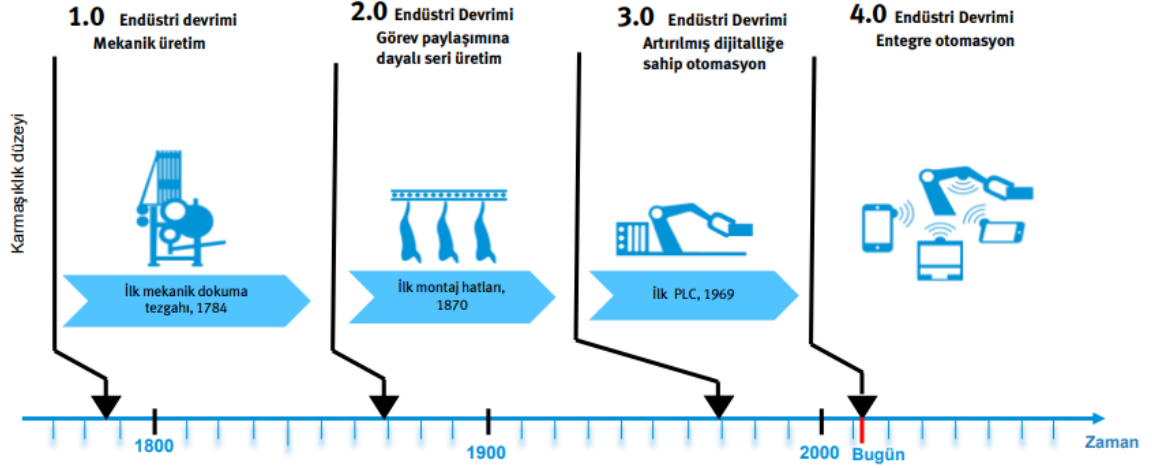 1.0 Endüstri devrimi
Mekanik üretim
2.0 Endüstri Devrimi
Görev paylaşımına
dayalı seri üretim
3.0 Endüstri Devrimi
Artırılmış dijitalliğe
sahip otomasyon
4.0 Endüstri Devrimi
Entegre otomasyon
Karmaşıklık düzeyi
İlk mekanik dokuma
tezgahı, 1784
İlk montaj hatları,
1870
İlk PLC, 1969
1800
1900
2000
Bugün
Zaman